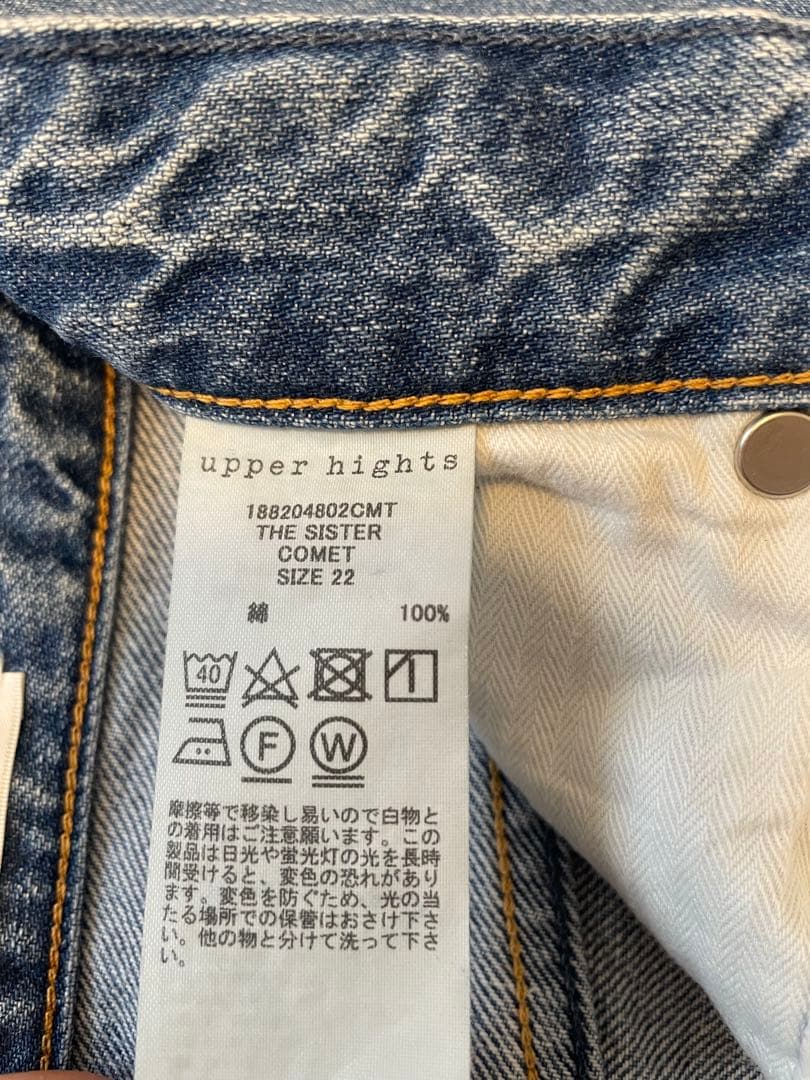 upper hights
188204802CMT
THE SISTER
COMET
SIZE 22
綿 100%
40
F W
摩擦等で移染し易いので白物と
の着用はご注意願います。この
製品は日光や蛍光灯の光を長時
間受けると、変色の恐れがあり
ます。変色を防ぐため、光の当
たる場所での保管はおさけ下さ
い。他の物と分けて洗って下さ
い。